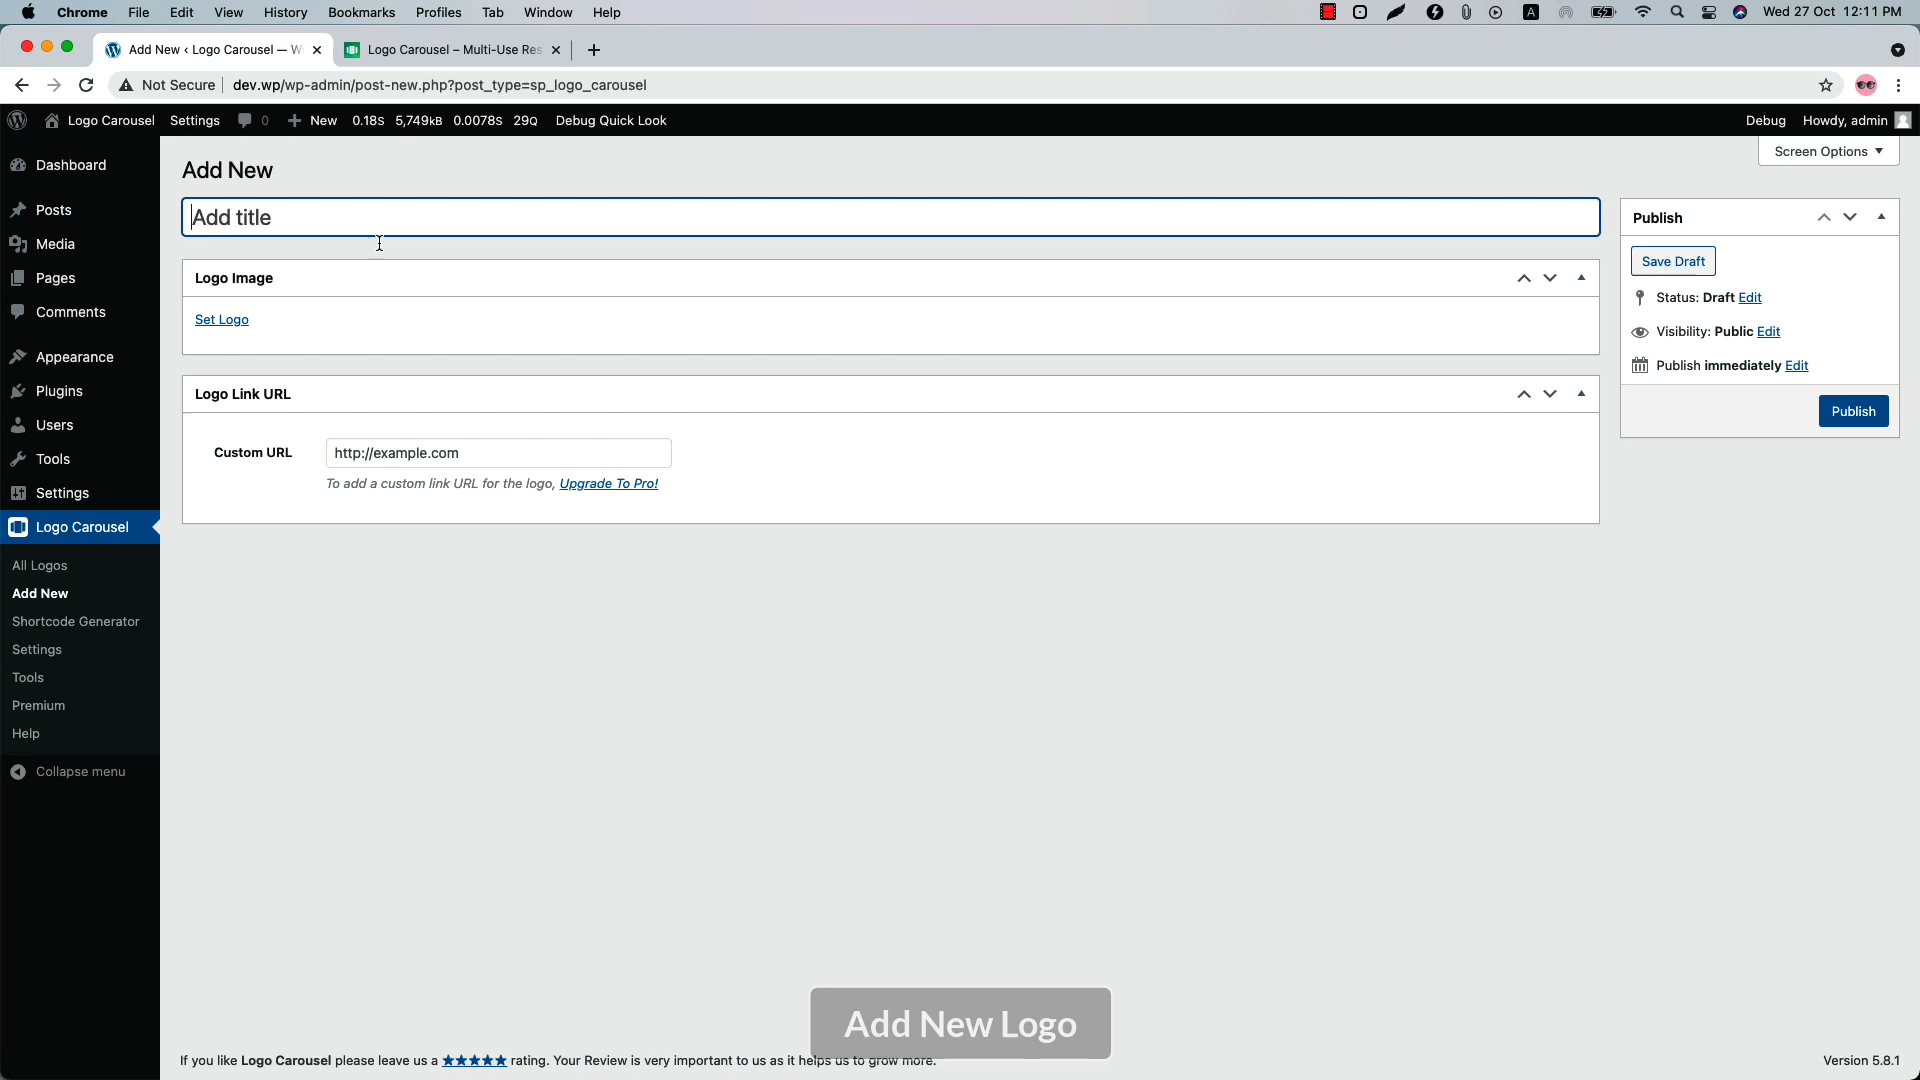 Chrome File Edit View History Bookmarks Profiles Tab Window Help A Wed 27 Oct 12:11 PM
Add New ‹ Logo Carousel — W Logo Carousel – Multi-Use Res
Not Secure dev.wp/wp-admin/post-new.php?post_type=sp_logo_carousel
Logo Carousel Settings 0 New 0.18s 5,749kB 0.0078s 29Q Debug Quick Look Debug Howdy, admin
Screen Options
Dashboard
Posts
Media
Pages
Comments
Appearance
Plugins
Users
Tools
Settings
Logo Carousel
All Logos
Add New
Shortcode Generator
Settings
Tools
Premium
Help
Collapse menu
Add New
Add title
Logo Image
Set Logo
Logo Link URL
Custom URL http://example.com
To add a custom link URL for the logo, Upgrade To Pro!
Publish
Save Draft
Status: Draft Edit
Visibility: Public Edit
Publish immediately Edit
Publish
Add New Logo
If you like Logo Carousel please leave us a ★★★★★ rating. Your Review is very important to us as it helps us to grow more.
Version 5.8.1